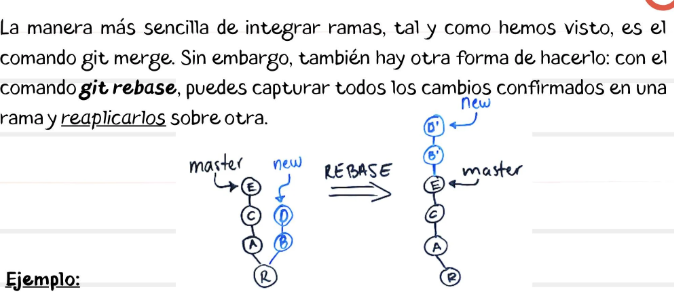 La manera más sencilla de integrar ramas, tal y como hemos visto, es el
comando git merge. Sin embargo, también hay otra forma de hacerlo: con el
comando git rebase, puedes capturar todos los cambios confirmados en una
rama y reaplicarlos sobre otra.
new
D'
B'
master
new
REBASE
master
E
E
C
D
C
A
B
A
R
R
Ejemplo: